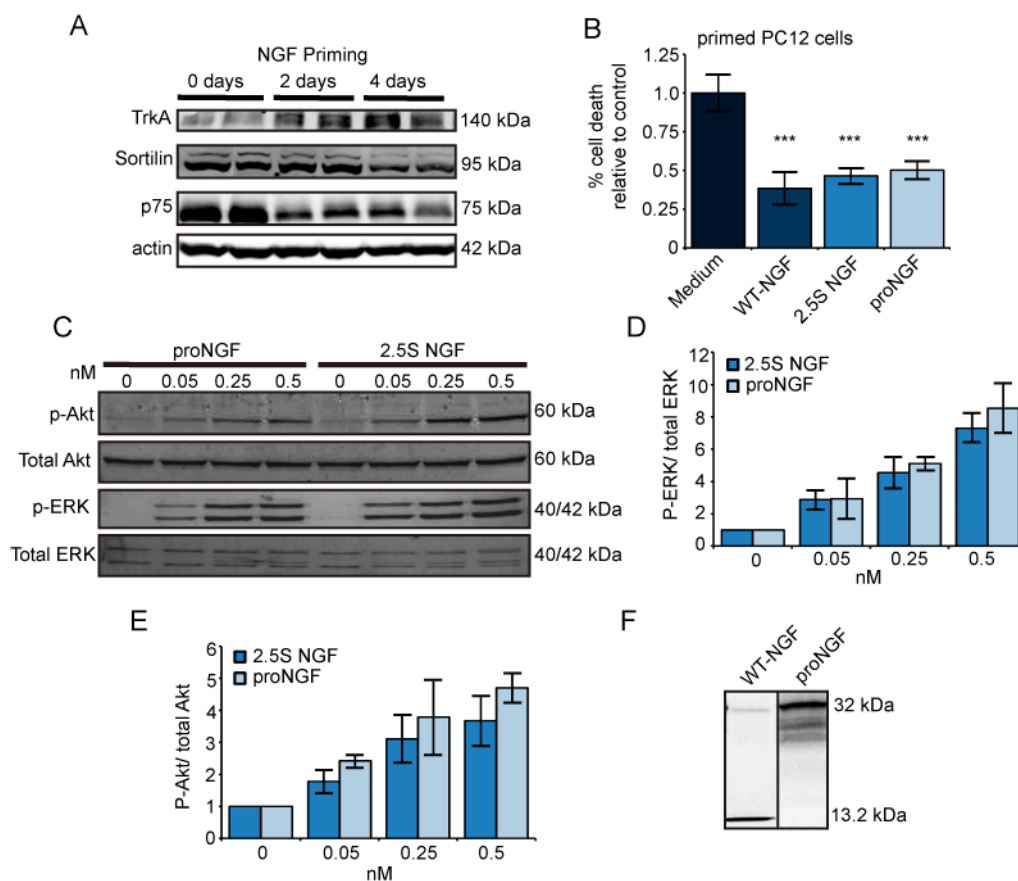 A
NGF Priming
0 days 2 days 4 days
TrkA 140 kDa
Sortilin 95 kDa
p75 75 kDa
actin 42 kDa
B
primed PC12 cells
% cell death
relative to control
1.25
1.0
0.75
0.5
0.25
0
*** *** ***
Medium
WT-NGF
2.5S NGF
proNGF
C
proNGF 2.5S NGF
nM
0 0.05 0.25 0.5 0 0.05 0.25 0.5
p-Akt 60 kDa
Total Akt 60 kDa
p-ERK 40/42 kDa
Total ERK 40/42 kDa
D
2.5S NGF
proNGF
P-ERK/ total ERK
10
8
6
4
2
0
0 0.05 0.25 0.5
nM
E
2.5S NGF
proNGF
P-Akt/ total Akt
6
5
4
3
2
1
0
0 0.05 0.25 0.5
nM
F
WT-NGF
proNGF
32 kDa
13.2 kDa